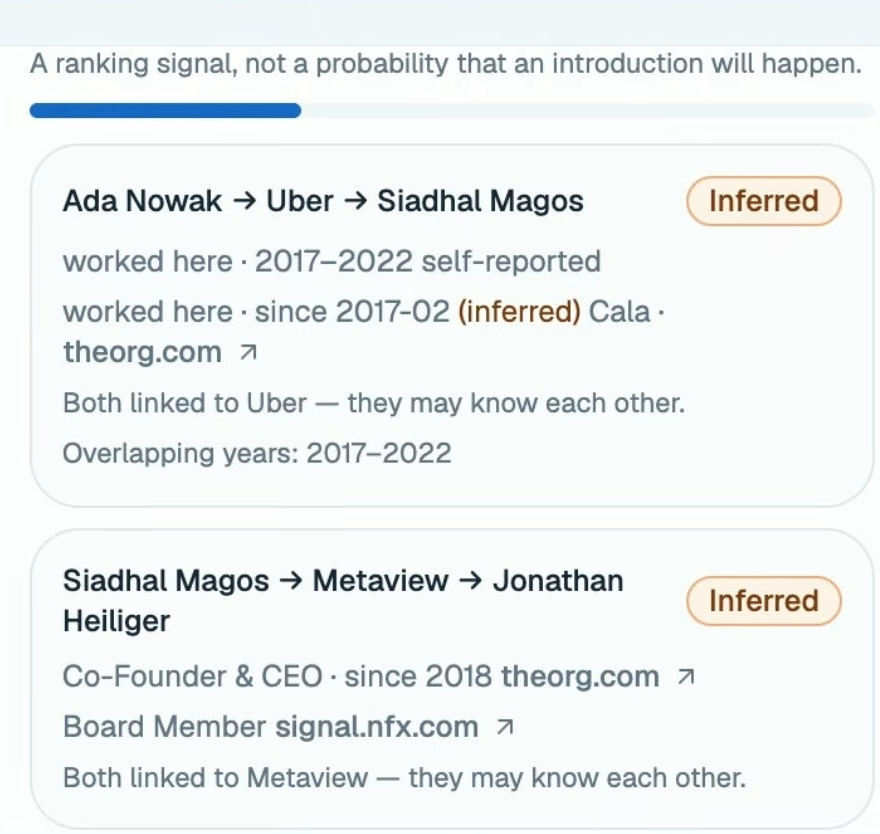 A ranking signal, not a probability that an introduction will happen.
Ada Nowak → Uber → Siadhal Magos
Inferred
worked here · 2017–2022 self-reported
worked here · since 2017-02 (inferred) Cala ·
theorg.com ↗
Both linked to Uber — they may know each other.
Overlapping years: 2017–2022
Siadhal Magos → Metaview → Jonathan
Heiliger
Inferred
Co-Founder & CEO · since 2018 theorg.com ↗
Board Member signal.nfx.com ↗
Both linked to Metaview — they may know each other.